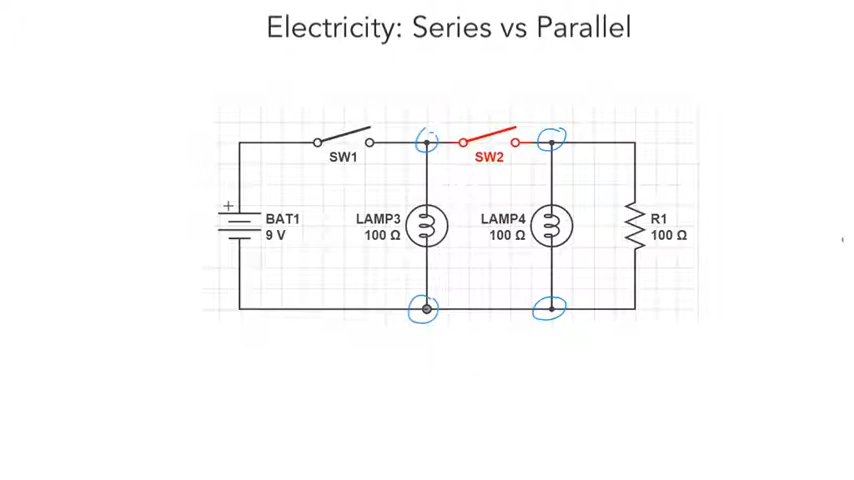 Electricity: Series vs Parallel
SW1
SW2
+
BAT1
9 V
LAMP3
100 Ω
LAMP4
100 Ω
R1
100 Ω